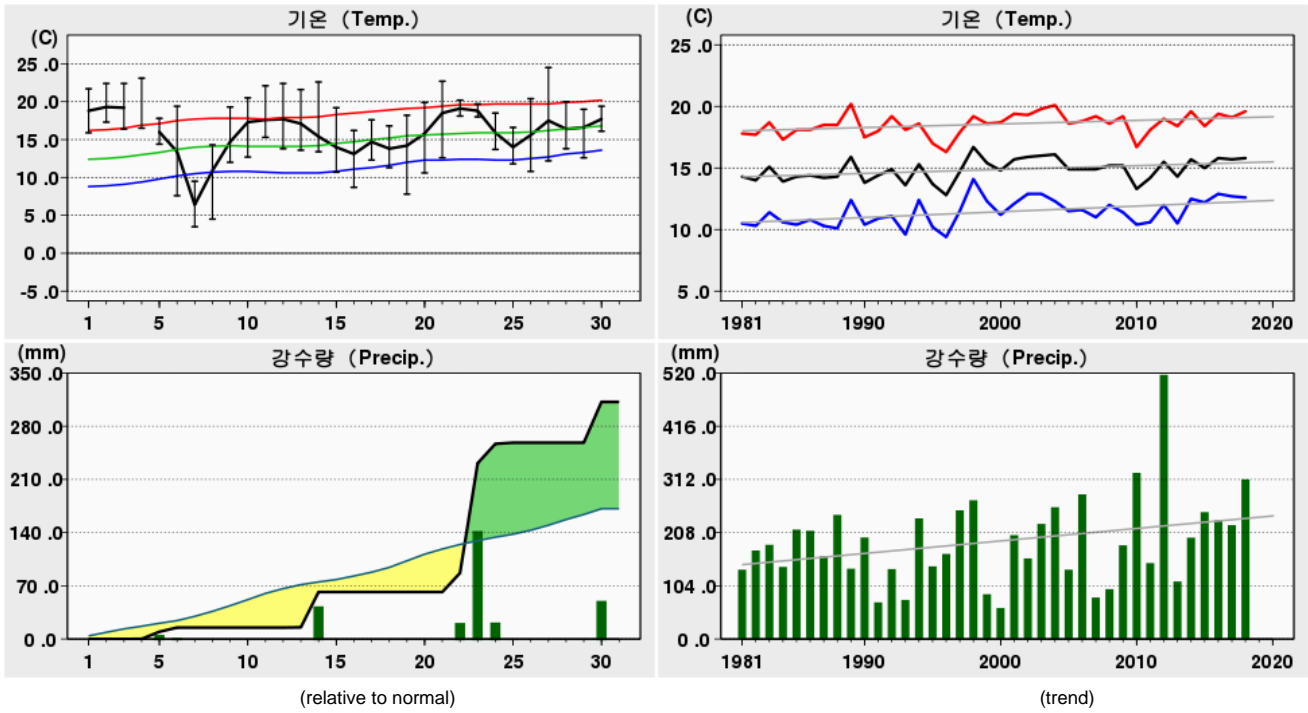 기온 (Temp.)
(C)
25 .0
20 .0
15 .0
10 .0
5 .0
0 .0
-5 .0
1 5 10 15 20 25 30
기온 (Temp.)
(C)
25 .0
20 .0
15 .0
10 .0
5 .0
1981 1990 2000 2010 2020
강수량 (Precip.)
(mm)
350 .0
280 .0
210 .0
140 .0
70 .0
0 .0
1 5 10 15 20 25 30
(relative to normal)
강수량 (Precip.)
(mm)
520 .0
416 .0
312 .0
208 .0
104 .0
0 .0
1981 1990 2000 2010 2020
(trend)